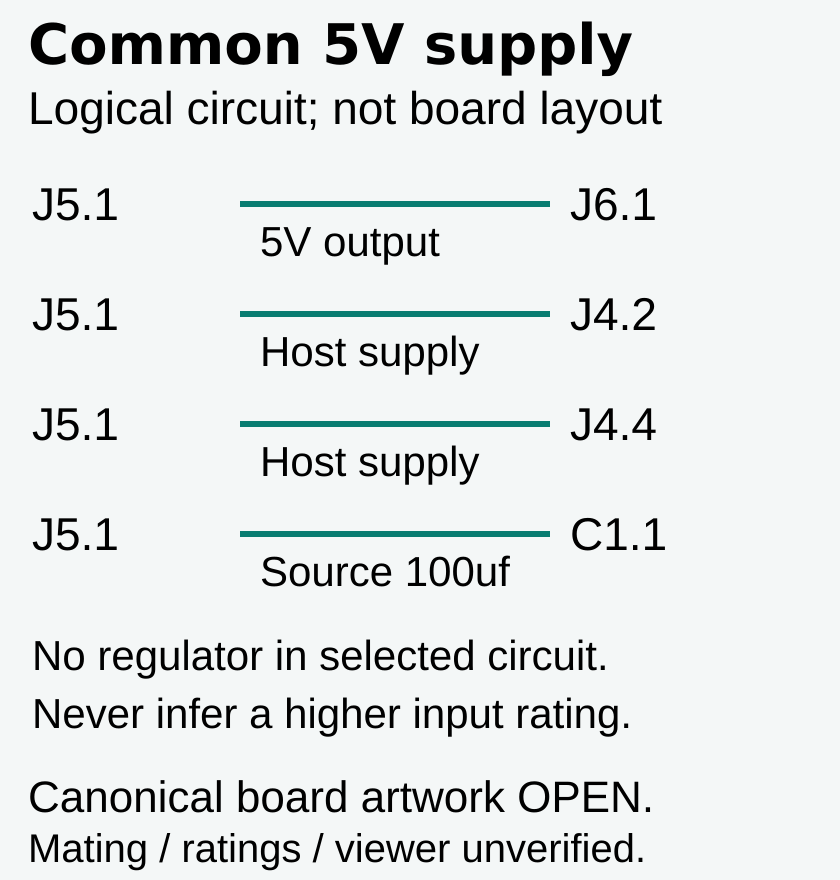 Common 5V supply
Logical circuit; not board layout
J5.1 J6.1
5V output
J5.1 J4.2
Host supply
J5.1 J4.4
Host supply
J5.1 C1.1
Source 100uf
No regulator in selected circuit.
Never infer a higher input rating.
Canonical board artwork OPEN.
Mating / ratings / viewer unverified.